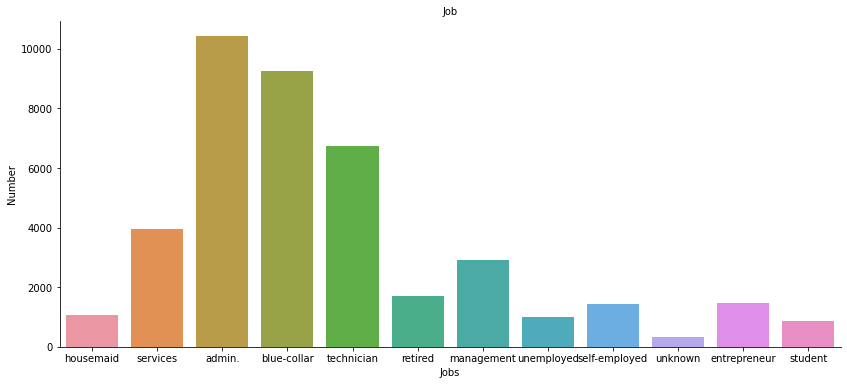 Job
10000
8000
6000
4000
2000
0
Number
housemaid services admin. blue-collar technician retired management unemployed self-employed unknown entrepreneur student
Jobs